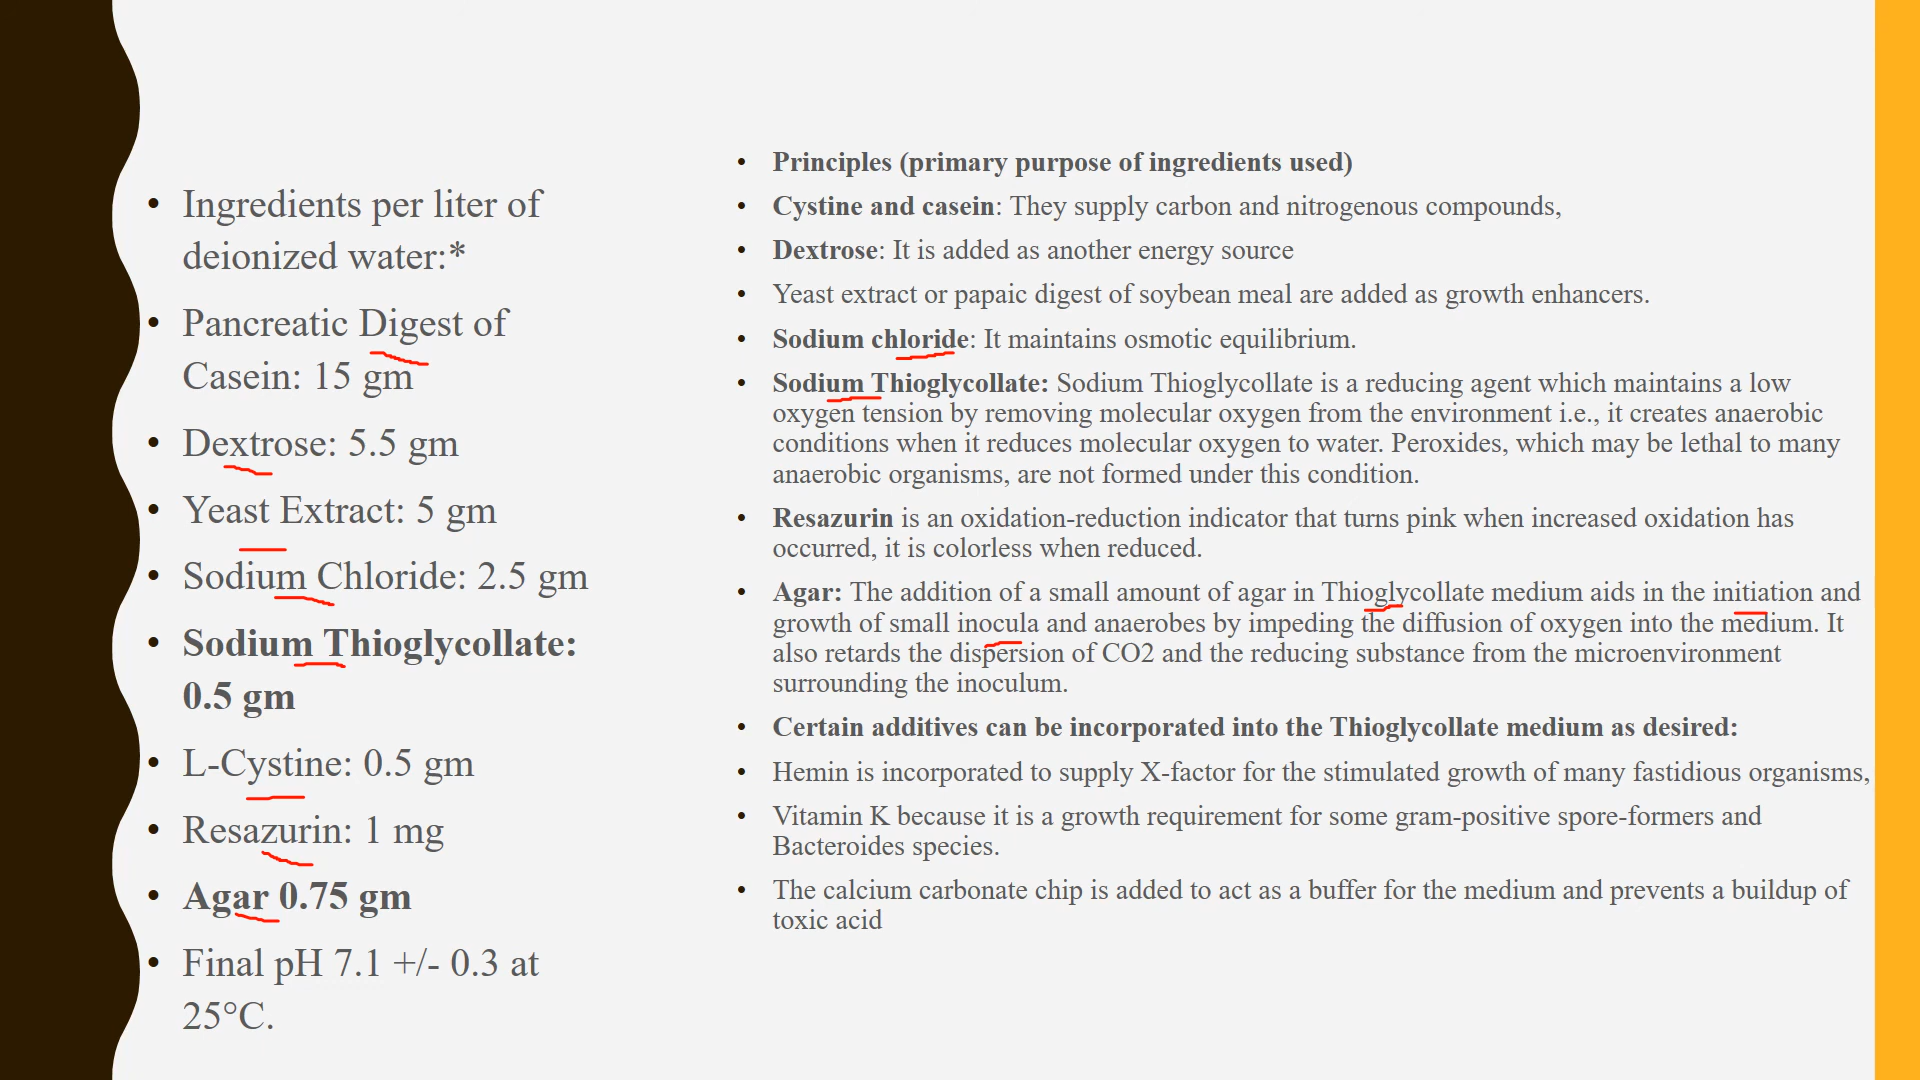 Ingredients per liter of
deionized water:*
Pancreatic Digest of
Casein: 15 gm
Dextrose: 5.5 gm
Yeast Extract: 5 gm
Sodium Chloride: 2.5 gm
Sodium Thioglycollate:
0.5 gm
L-Cystine: 0.5 gm
Resazurin: 1 mg
Agar 0.75 gm
Final pH 7.1 +/- 0.3 at
25°C.
Principles (primary purpose of ingredients used)
Cystine and casein: They supply carbon and nitrogenous compounds,
Dextrose: It is added as another energy source
Yeast extract or papaic digest of soybean meal are added as growth enhancers.
Sodium chloride: It maintains osmotic equilibrium.
Sodium Thioglycollate: Sodium Thioglycollate is a reducing agent which maintains a low
oxygen tension by removing molecular oxygen from the environment i.e., it creates anaerobic
conditions when it reduces molecular oxygen to water. Peroxides, which may be lethal to many
anaerobic organisms, are not formed under this condition.
Resazurin is an oxidation-reduction indicator that turns pink when increased oxidation has
occurred, it is colorless when reduced.
Agar: The addition of a small amount of agar in Thioglycollate medium aids in the initiation and
growth of small inocula and anaerobes by impeding the diffusion of oxygen into the medium. It
also retards the dispersion of CO2 and the reducing substance from the microenvironment
surrounding the inoculum.
Certain additives can be incorporated into the Thioglycollate medium as desired:
Hemin is incorporated to supply X-factor for the stimulated growth of many fastidious organisms,
Vitamin K because it is a growth requirement for some gram-positive spore-formers and
Bacteroides species.
The calcium carbonate chip is added to act as a buffer for the medium and prevents a buildup of
toxic acid